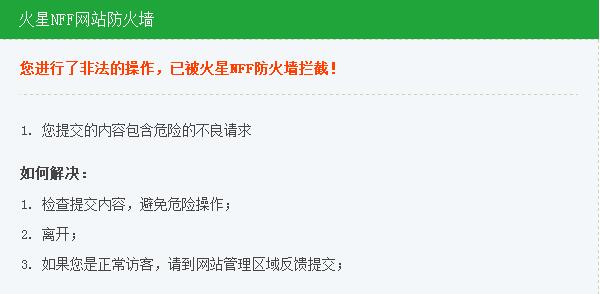 火星NFF网站防火墙
您进行了非法的操作，已被火星NFF防火墙拦截！
1. 您提交的内容包含危险的不良请求
如何解决：
1. 检查提交内容，避免危险操作；
2. 离开；
3. 如果您是正常访客，请到网站管理区域反馈提交；